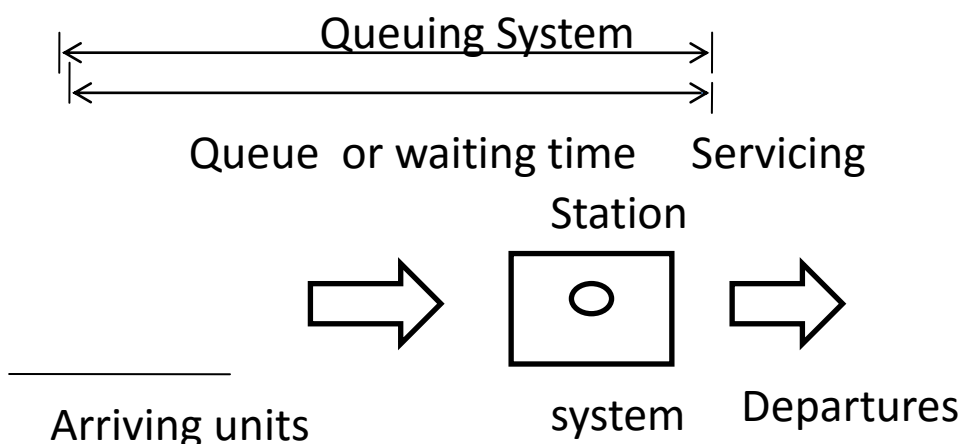 Queuing System
Queue or waiting time Servicing
Station
Arriving units system Departures